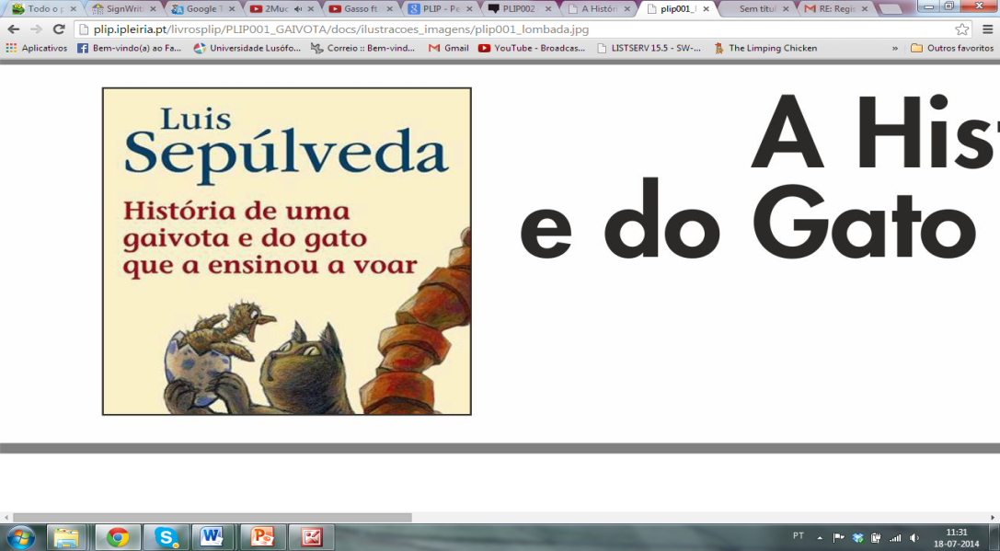 Todo o p
SignWriti
Google T
2Muc
Gasso ft
PLIP - Pe
PLIP002
A Histór
plip001_l
Sem títul
RE: Regis
plip.ipleiria.pt/livrosplip/PLIP001_GAIVOTA/docs/ilustracoes_imagens/plip001_lombada.jpg
Aplicativos
Bem-vindo(a) ao Fa...
Universidade Lusófo...
Correio :: Bem-vind...
Gmail
YouTube - Broadcas...
LISTSERV 15.5 - SW-...
The Limping Chicken
»
Outros favoritos
Luis
Sepúlveda
História de uma
gaivota e do gato
que a ensinou a voar
A Hist
e do Gato
PT
11:31
18-07-2014